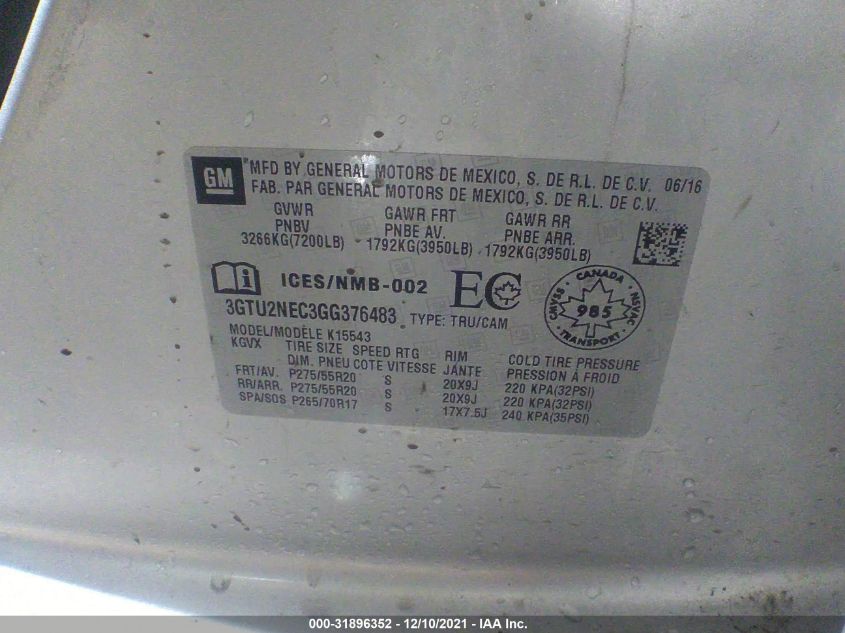 GM
MFD BY GENERAL MOTORS DE MEXICO, S. DE R.L. DE C.V. 06/16
FAB. PAR GENERAL MOTORS DE MEXICO, S. DE R.L. DE C.V.
GVWR GAWR FRT GAWR RR
PNBV PNBE AV. PNBE ARR.
3266KG(7200LB) 1792KG(3950LB) 1792KG(3950LB)
ICES/NMB-002 EC
CANADA
985
TRANSPORT
SVMAC
NSVAC
3GTU2NEC3GG376483 TYPE: TRU/CAM
MODEL/MODÈLE K15543
KGVX TIRE SIZE SPEED RTG RIM COLD TIRE PRESSURE
DIM. PNEU COTE VITESSE JANTE PRESSION À FROID
FRT/AV. P275/55R20 S 20X9J 220 KPA(32PSI)
RR/ARR. P275/55R20 S 20X9J 220 KPA(32PSI)
SPA/SOS P265/70R17 S 17X7.5J 240 KPA(35PSI)
000-31896352 - 12/10/2021 - IAA Inc.